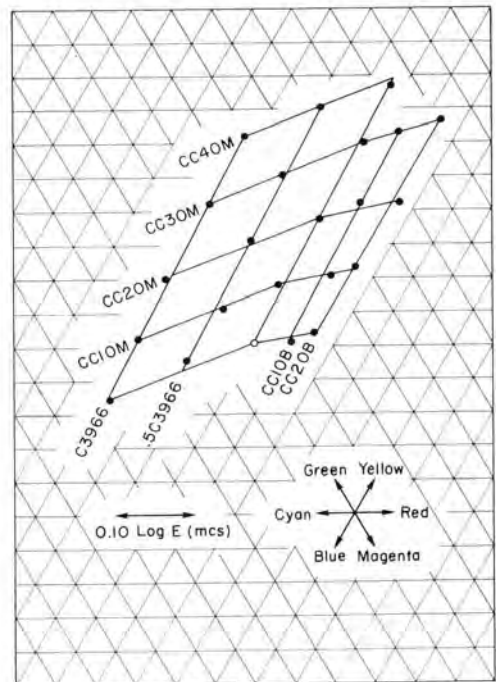 CC40M
CC30M
CC20M
CC10M
C3966
.5C3966
CC10B
CC20B
Green Yellow
Cyan Red
Blue Magenta
0.10 Log E (mcs)